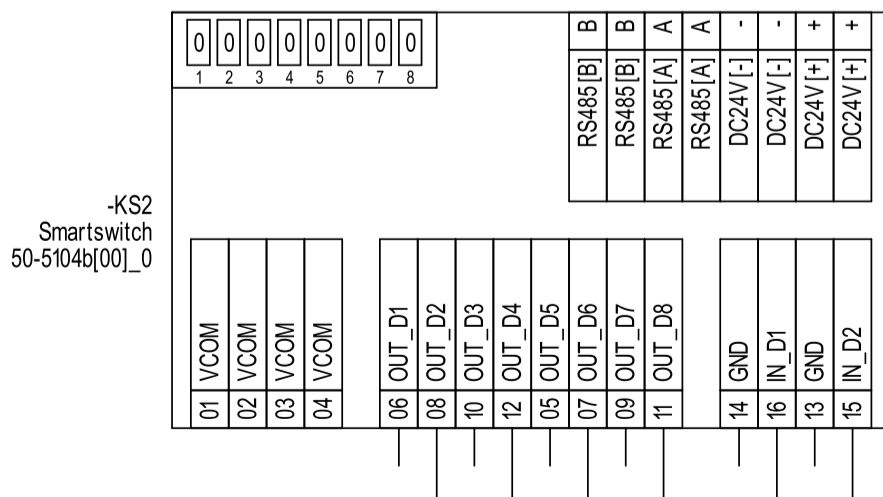 0 0 0 0 0 0 0 0
1 2 3 4 5 6 7 8
B B A A - - + +
RS485[B] RS485[B] RS485[A] RS485[A] DC24V[-] DC24V[-] DC24V[+] DC24V[+]
-KS2
Smartswitch
50-5104b[00]_0
VCOM VCOM VCOM VCOM OUT_D1 OUT_D2 OUT_D3 OUT_D4 OUT_D5 OUT_D6 OUT_D7 OUT_D8 GND IN_D1 GND IN_D2
01 02 03 04 06 08 10 12 05 07 09 11 14 16 13 15